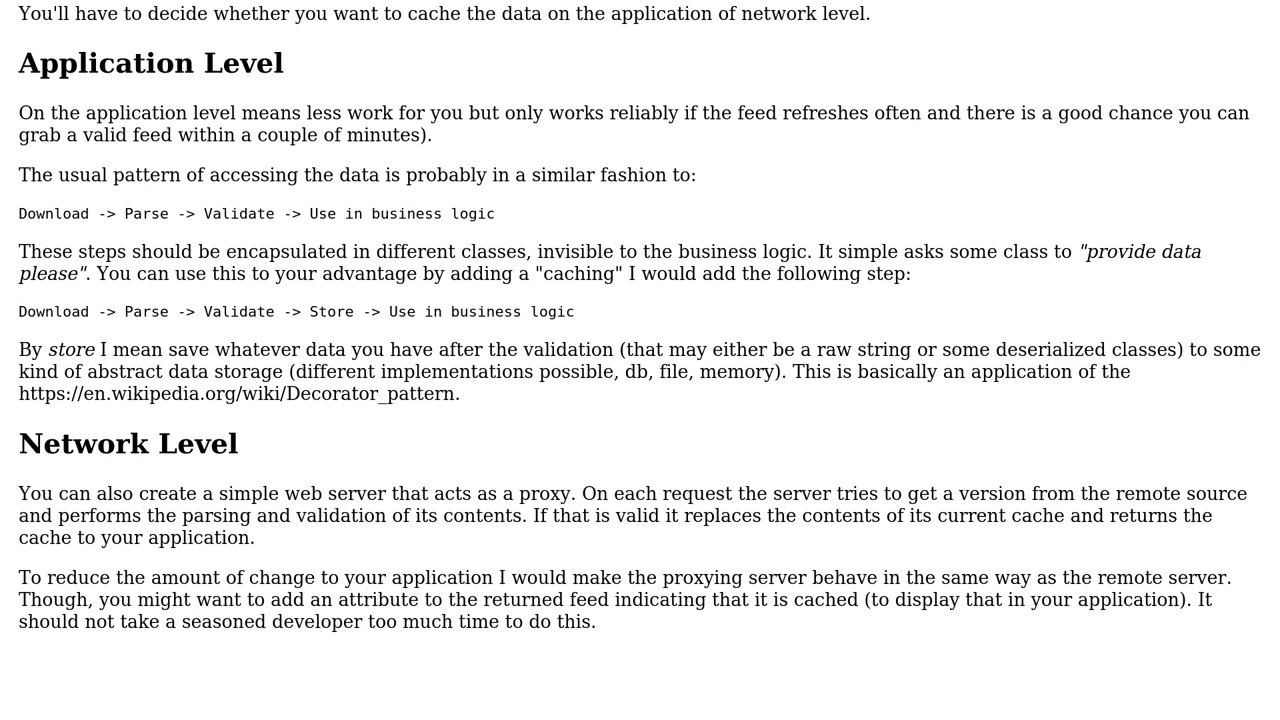 You'll have to decide whether you want to cache the data on the application of network level.
Application Level
On the application level means less work for you but only works reliably if the feed refreshes often and there is a good chance you can
grab a valid feed within a couple of minutes).
The usual pattern of accessing the data is probably in a similar fashion to:
Download -> Parse -> Validate -> Use in business logic
These steps should be encapsulated in different classes, invisible to the business logic. It simple asks some class to "provide data
please". You can use this to your advantage by adding a "caching" I would add the following step:
Download -> Parse -> Validate -> Store -> Use in business logic
By store I mean save whatever data you have after the validation (that may either be a raw string or some deserialized classes) to some
kind of abstract data storage (different implementations possible, db, file, memory). This is basically an application of the
https://en.wikipedia.org/wiki/Decorator_pattern.
Network Level
You can also create a simple web server that acts as a proxy. On each request the server tries to get a version from the remote source
and performs the parsing and validation of its contents. If that is valid it replaces the contents of its current cache and returns the
cache to your application.
To reduce the amount of change to your application I would make the proxying server behave in the same way as the remote server.
Though, you might want to add an attribute to the returned feed indicating that it is cached (to display that in your application). It
should not take a seasoned developer too much time to do this.